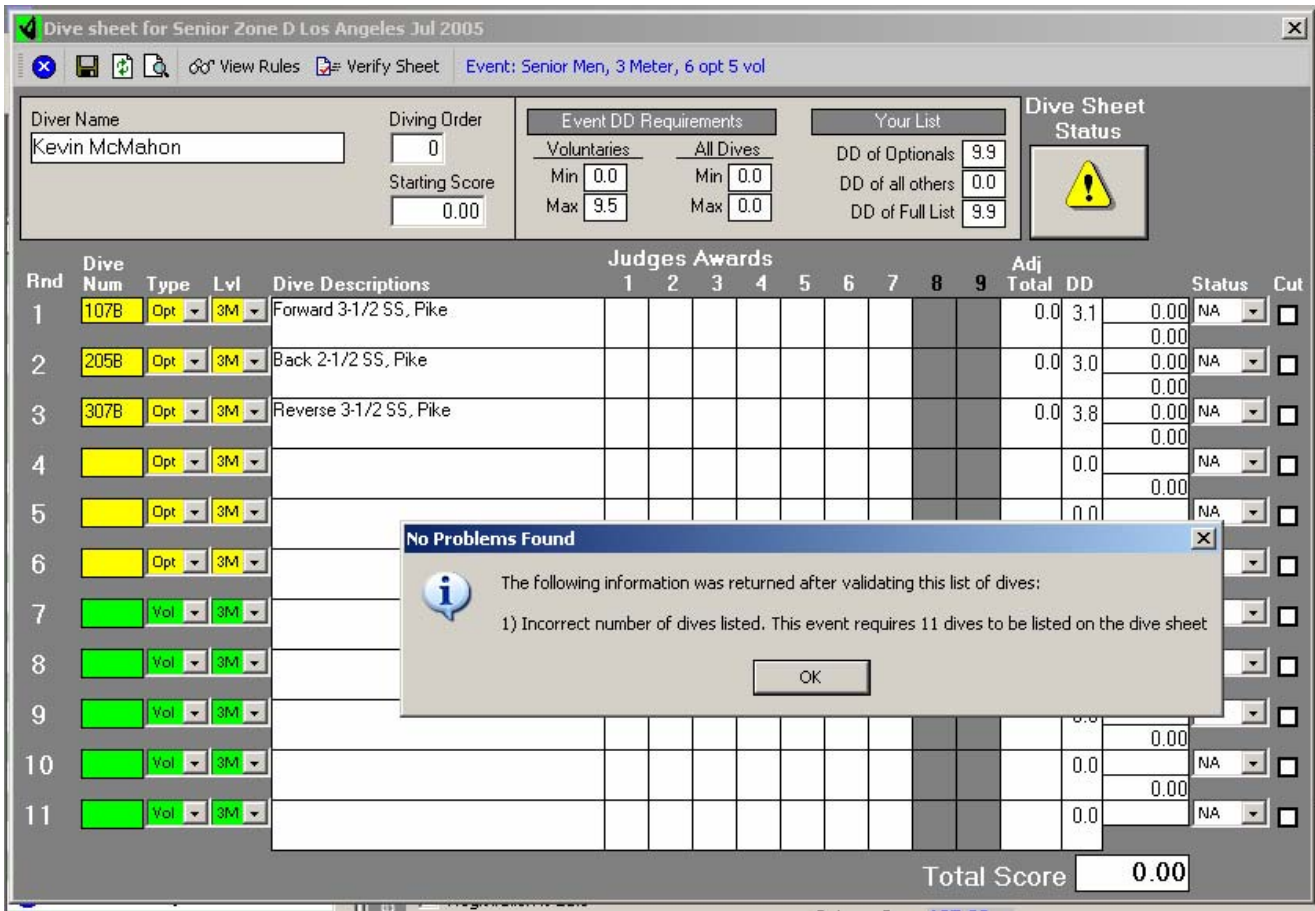 Dive sheet for Senior Zone D Los Angeles Jul 2005
View Rules Verify Sheet Event: Senior Men, 3 Meter, 6 opt 5 vol
Diver Name
Kevin McMahon
Diving Order
0
Starting Score
0.00
Event DD Requirements
Voluntaries All Dives
Min 0.0 Min 0.0
Max 9.5 Max 0.0
Your List
DD of Optionals 9.9
DD of all others 0.0
DD of Full List 9.9
Dive Sheet
Status
Judges Awards
Rnd Dive Num Type Lvl Dive Descriptions 1 2 3 4 5 6 7 8 9 Adj Total DD Status Cut
1 107B Opt 3M Forward 3-1/2 SS, Pike 0.0 3.1 0.00 NA
0.00
2 205B Opt 3M Back 2-1/2 SS, Pike 0.0 3.0 0.00 NA
0.00
3 307B Opt 3M Reverse 3-1/2 SS, Pike 0.0 3.8 0.00 NA
0.00
4 Opt 3M 0.0 NA
0.00
5 Opt 3M 0.0 NA
6 Opt 3M
7 Vol 3M
8 Vol 3M
9 Vol 3M 0.0
0.00
10 Vol 3M 0.0 NA
0.00
11 Vol 3M 0.0 NA
Total Score 0.00
No Problems Found
The following information was returned after validating this list of dives:
1) Incorrect number of dives listed. This event requires 11 dives to be listed on the dive sheet
OK